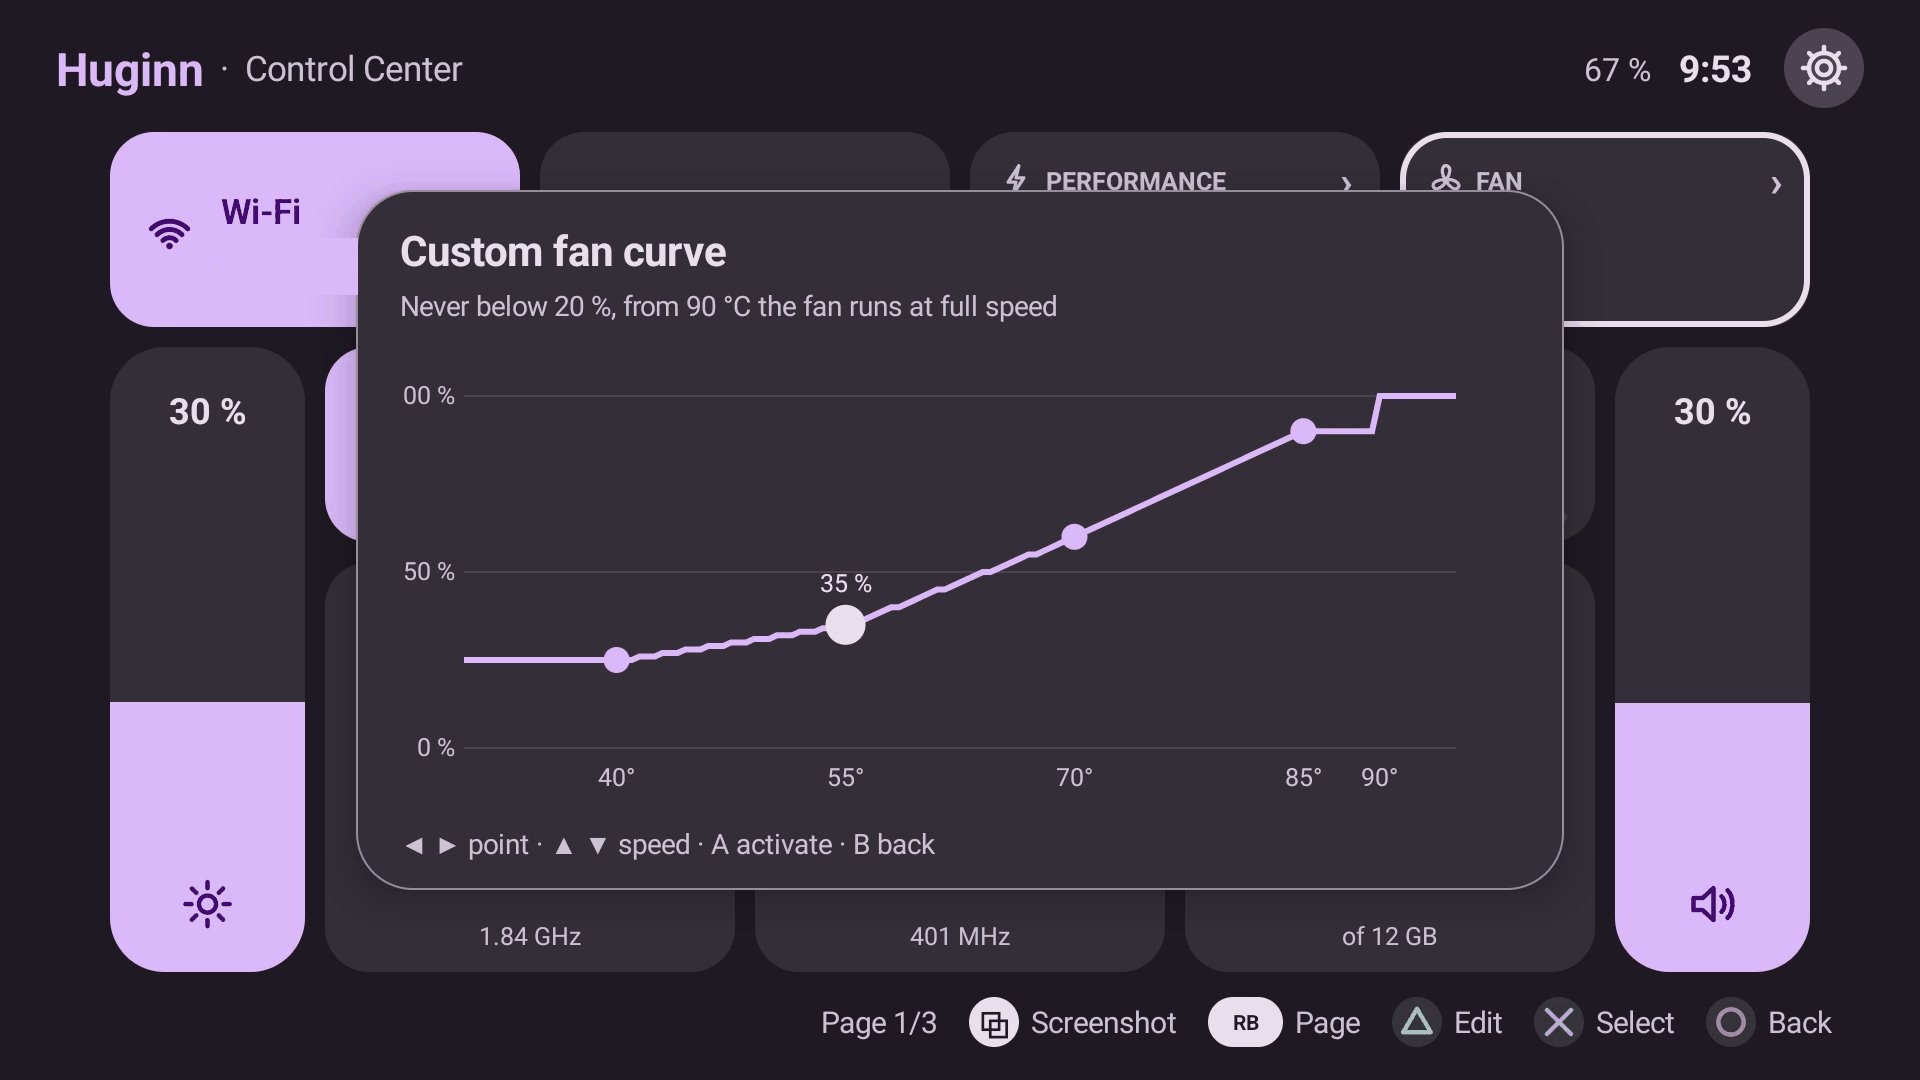 Huginn · Control Center
67 % 9:53
Wi-Fi
PERFORMANCE ›
FAN ›
Custom fan curve
Never below 20 %, from 90 °C the fan runs at full speed
30 %
30 %
00 %
50 %
35 %
0 %
40° 55° 70° 85° 90°
◄ ► point · ▲ ▼ speed · A activate · B back
1.84 GHz
401 MHz
of 12 GB
Page 1/3 Screenshot RB Page Edit Select Back